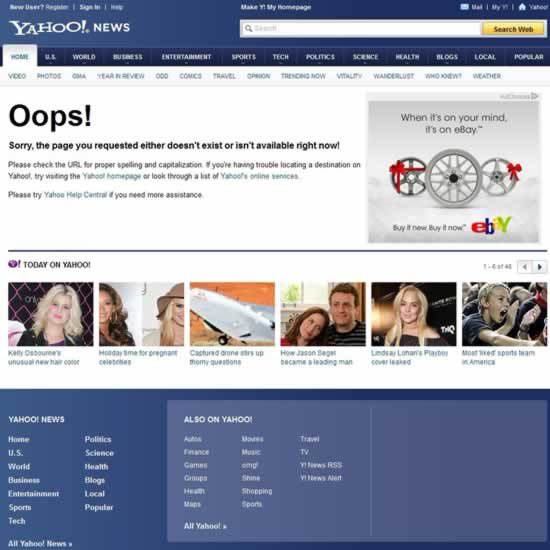 New User? Register | Sign In | Help
Make Y! My Homepage
Mail | My Y! | Yahoo!
YAHOO! NEWS
Search
Search Web
HOME U.S. WORLD BUSINESS ENTERTAINMENT SPORTS TECH POLITICS SCIENCE HEALTH BLOGS LOCAL POPULAR
VIDEO PHOTOS GMA YEAR IN REVIEW ODD COMICS TRAVEL OPINION TRENDING NOW VITALITY WANDERLUST WHO KNEW? WEATHER
Oops!
Sorry, the page you requested either doesn't exist or isn't available right now!
Please check the URL for proper spelling and capitalization. If you're having trouble locating a destination on
Yahoo!, try visiting the Yahoo! homepage or look through a list of Yahoo!'s online services.
Please try Yahoo! Help Central if you need more assistance.
AdChoices
When it's on your mind,
it's on eBay.™
Buy it new. Buy it now.™ ebay
Y! TODAY ON YAHOO!
1 - 6 of 48
Kelly Osbourne's
unusual new hair color
Holiday time for pregnant
celebrities
Captured drone stirs up
thorny questions
How Jason Segel
became a leading man
THQ
Lindsay Lohan's Playboy
cover leaked
Most 'liked' sports team
in America
YAHOO! NEWS
Home
U.S.
World
Business
Entertainment
Sports
Tech
Politics
Science
Health
Blogs
Local
Popular
All Yahoo! News »
ALSO ON YAHOO!
Autos
Finance
Games
Groups
Health
Maps
Movies
Music
omg!
Shine
Shopping
Sports
Travel
TV
Y! News RSS
Y! News Alert
All Yahoo! »